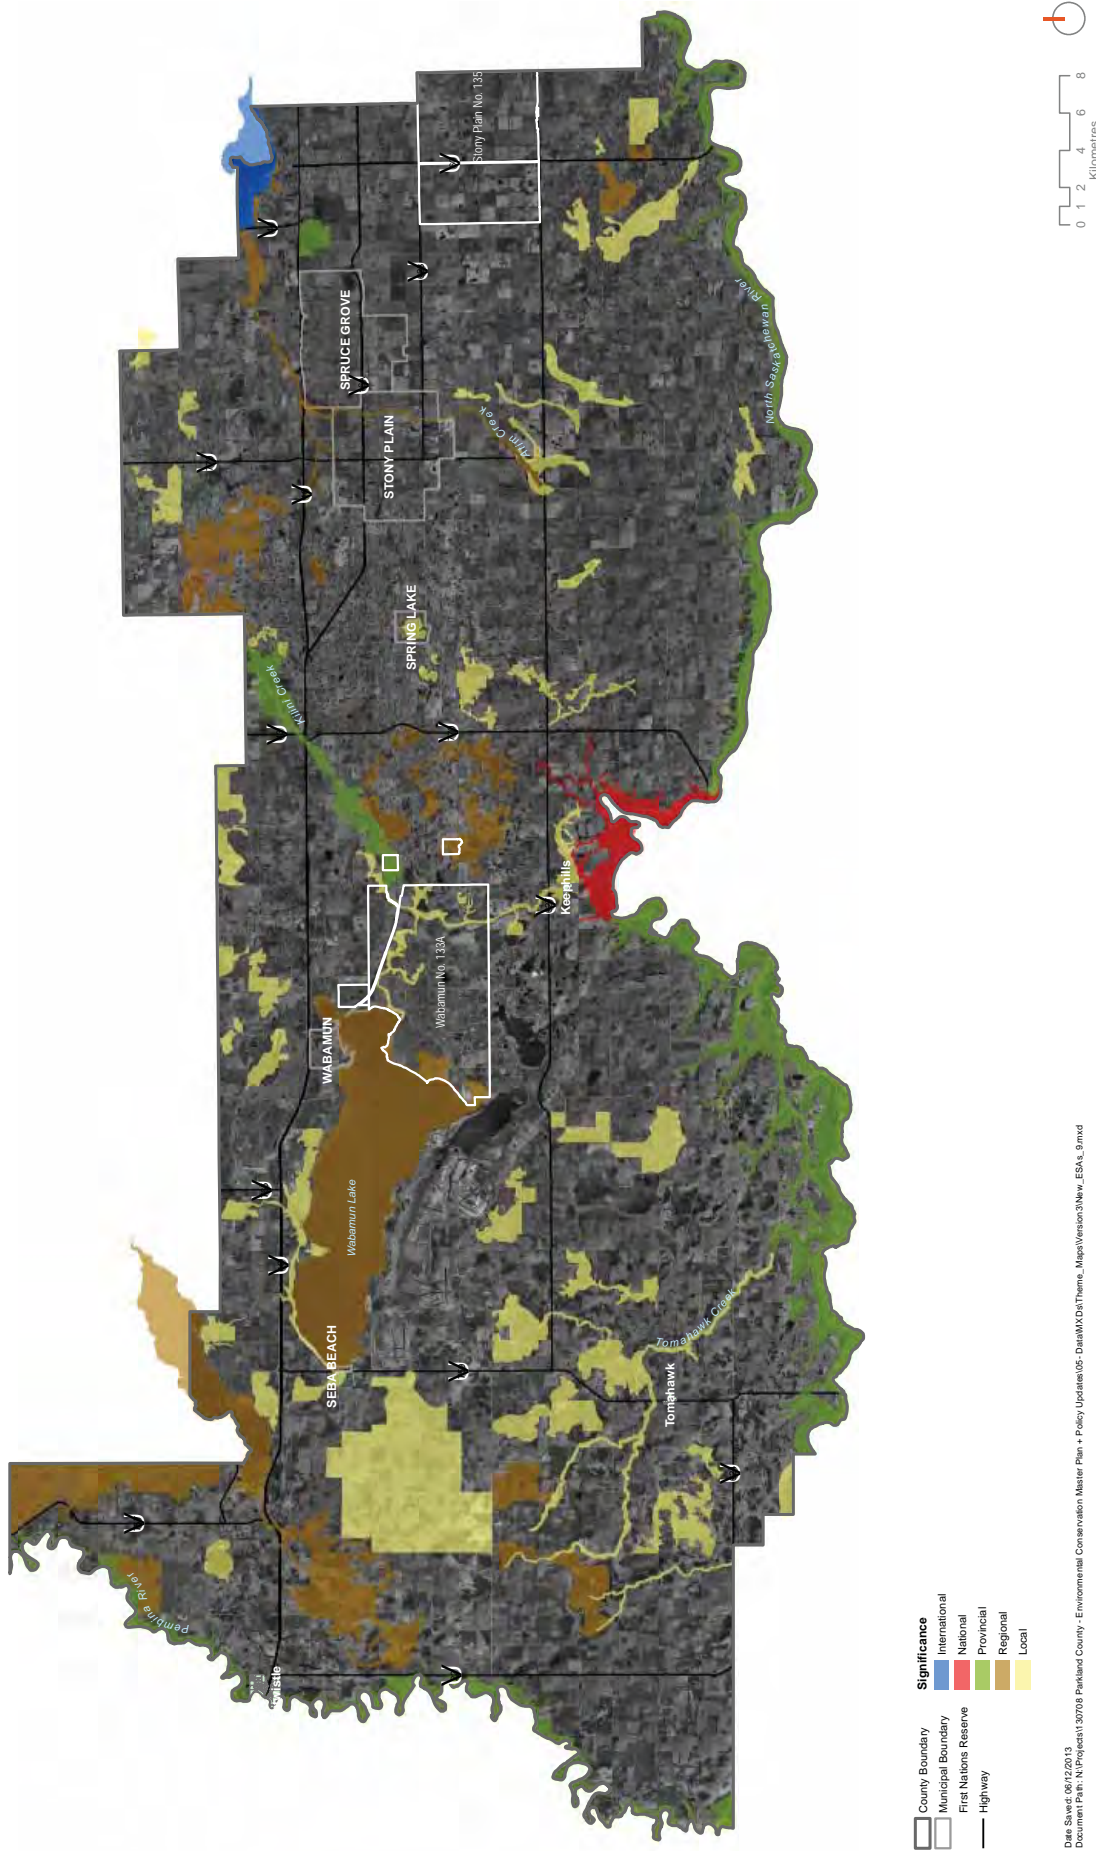 Stony Plain No. 135
SPRUCE GROVE
STONY PLAIN
Atim Creek
North Saskatchewan River
SPRING LAKE
Kilini Creek
Keephills
Wabamun No. 133A
WABAMUN
Wabamun Lake
SEBA BEACH
Tomahawk Creek
Tomahawk
Pembina River
County Boundary
Municipal Boundary
First Nations Reserve
Highway
Significance
International
National
Provincial
Regional
Local
0 1 2 4 6 8
Kilometres
Date Saved: 06/12/2013
Document Path: N:\Projects\130708 Parkland County - Environmental Conservation Master Plan + Policy Updates\05- Data\MXDs\Theme_Maps\Version3\New_ESAs_9.mxd